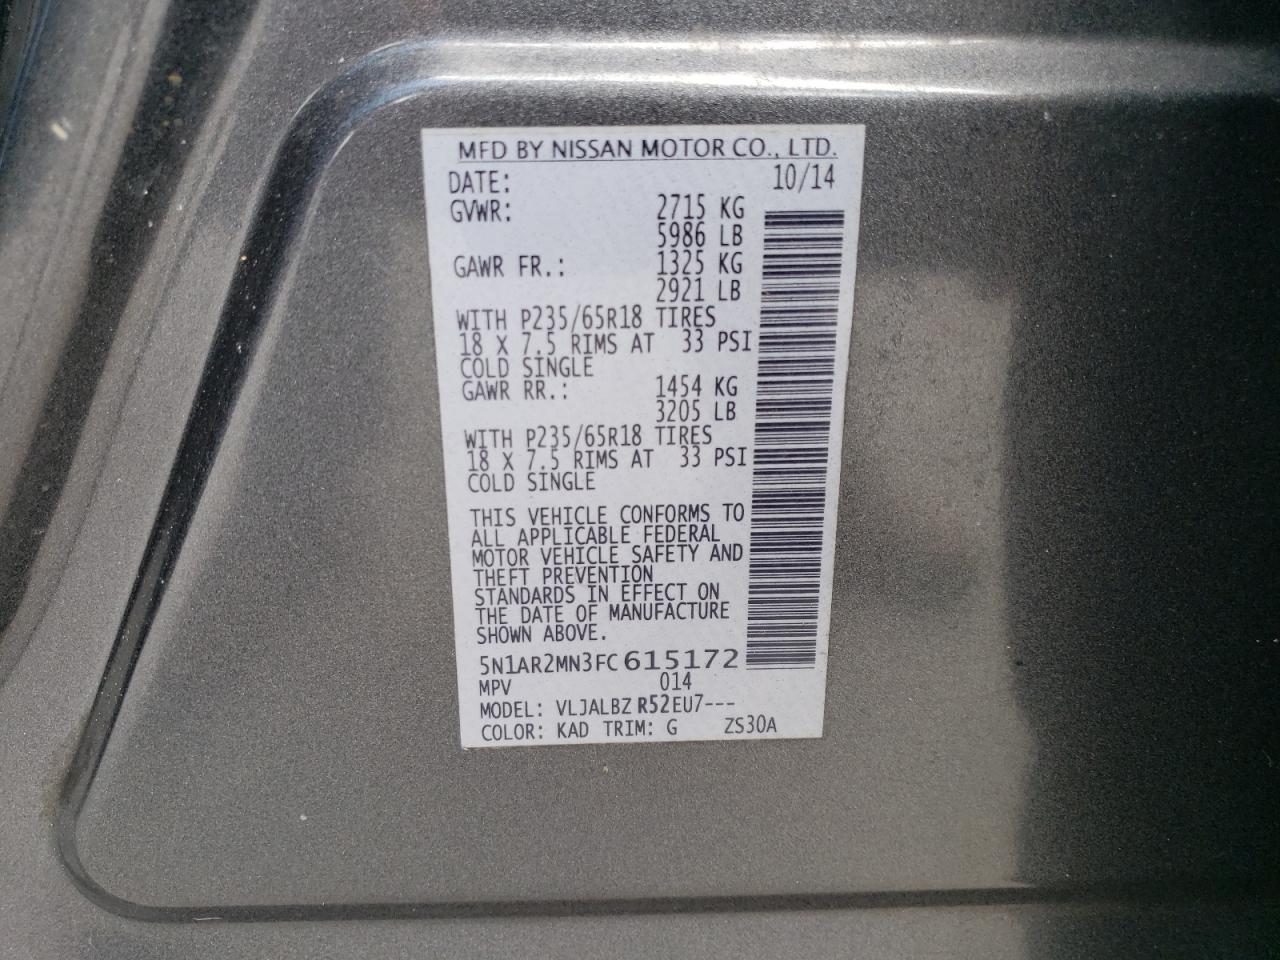 MFD BY NISSAN MOTOR CO., LTD.
DATE: 10/14
GVWR: 2715 KG
5986 LB
GAWR FR.: 1325 KG
2921 LB
WITH P235/65R18 TIRES
18 X 7.5 RIMS AT 33 PSI
COLD SINGLE
GAWR RR.: 1454 KG
3205 LB
WITH P235/65R18 TIRES
18 X 7.5 RIMS AT 33 PSI
COLD SINGLE
THIS VEHICLE CONFORMS TO
ALL APPLICABLE FEDERAL
MOTOR VEHICLE SAFETY AND
THEFT PREVENTION
STANDARDS IN EFFECT ON
THE DATE OF MANUFACTURE
SHOWN ABOVE.
5N1AR2MN3FC615172
MPV 014
MODEL: VLJALBZ R52EU7---
COLOR: KAD TRIM: G ZS30A